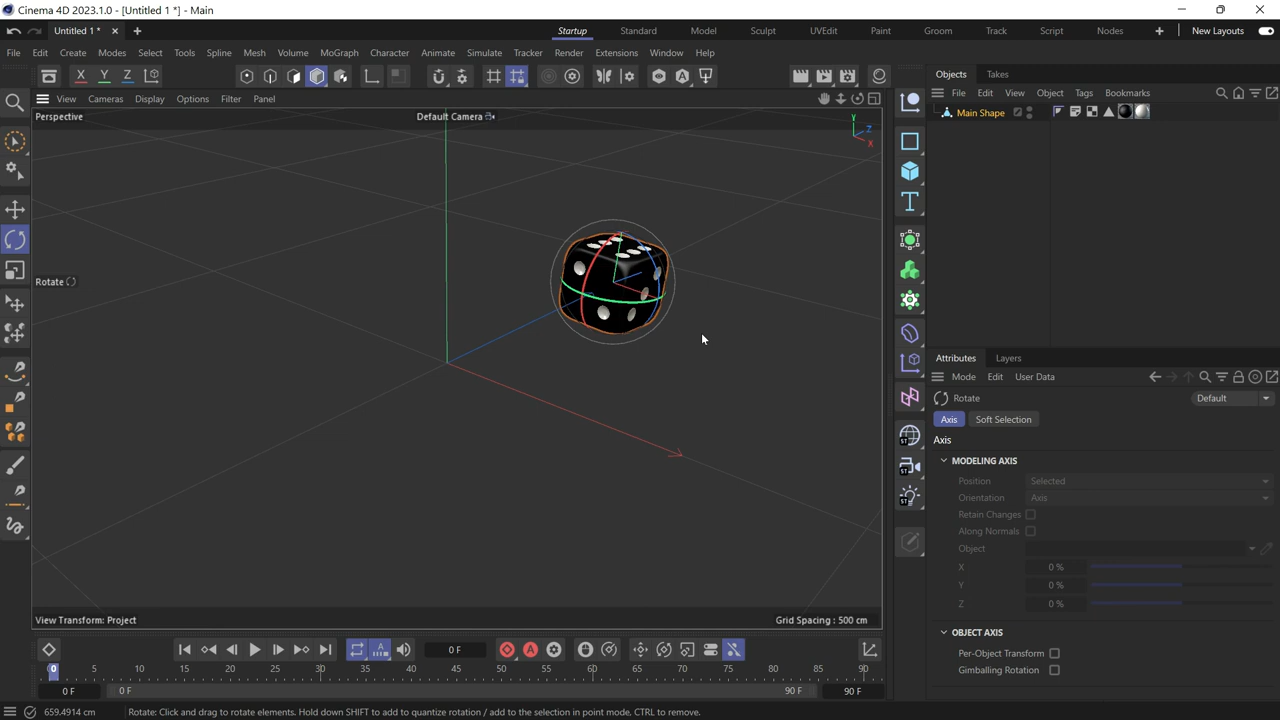 Cinema 4D 2023.1.0 - [Untitled 1 *] - Main
Untitled 1 *
Startup Standard Model Sculpt UVEdit Paint Groom Track Script Nodes New Layouts
File Edit Create Modes Select Tools Spline Mesh Volume MoGraph Character Animate Simulate Tracker Render Extensions Window Help
X Y Z
Objects Takes
View Cameras Display Options Filter Panel
File Edit View Object Tags Bookmarks
Perspective
Default Camera
Main Shape
Y
Z
X
T
Rotate
Attributes Layers
Mode Edit User Data
Rotate
Default
Axis Soft Selection
Axis
MODELING AXIS
Position Selected
Orientation Axis
Retain Changes
Along Normals
Object
X 0 %
Y 0 %
Z 0 %
ST
ST
ST
View Transform: Project
Grid Spacing : 500 cm
OBJECT AXIS
Per-Object Transform
Gimballing Rotation
0 F
0 5 10 15 20 25 30 35 40 45 50 55 60 65 70 75 80 85 90
0 F 0 F 90 F 90 F
659.4914 cm
Rotate: Click and drag to rotate elements. Hold down SHIFT to add to quantize rotation / add to the selection in point mode, CTRL to remove.